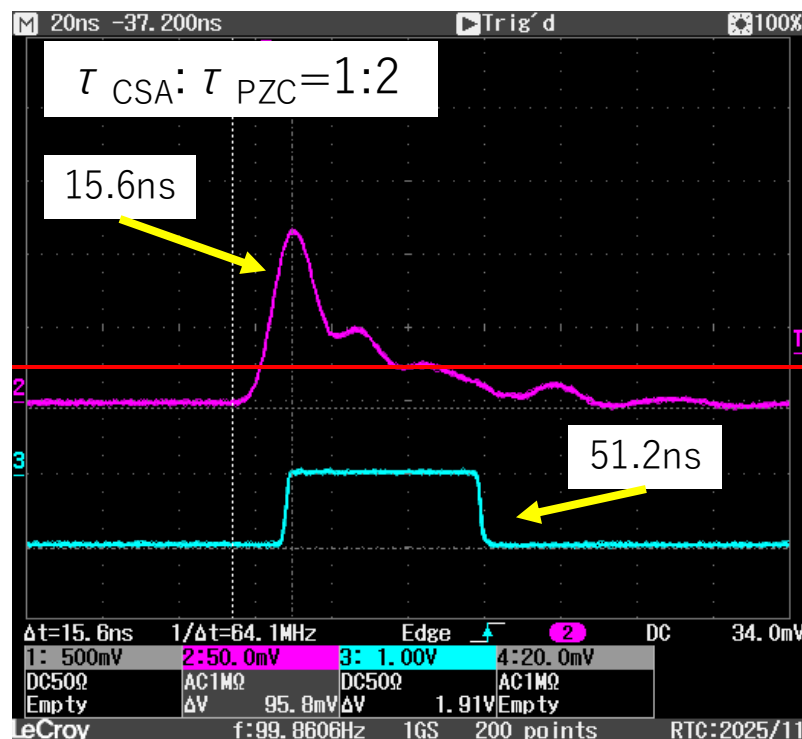 M 20ns -37.200ns Trig´d 100%
τ CSA: τ PZC=1:2
15.6ns
T
2
3
51.2ns
Δt=15.6ns 1/Δt=64.1MHz Edge 2 DC 34.0mV
1: 500mV 2:50.0mV 3: 1.00V 4:20.0mV
DC50Ω AC1MΩ DC50Ω AC1MΩ
Empty ΔV 95.8mV ΔV 1.91V Empty
LeCroy f:99.8606Hz 1GS 200 points RTC:2025/11